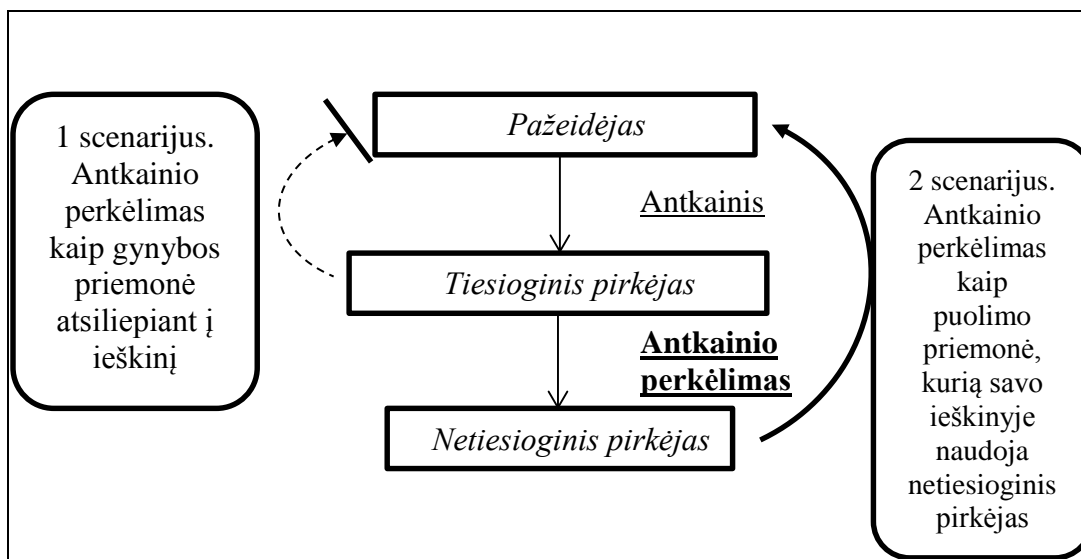 1 scenarijus.
Antkainio
perkėlimas
kaip gynybos
priemonė
atsiliepiant į
ieškinį
Pažeidėjas
Antkainis
Tiesioginis pirkėjas
Antkainio
perkėlimas
Netiesioginis pirkėjas
2 scenarijus.
Antkainio
perkėlimas
kaip
puolimo
priemonė,
kurią savo
ieškinyje
naudoja
netiesioginis
pirkėjas